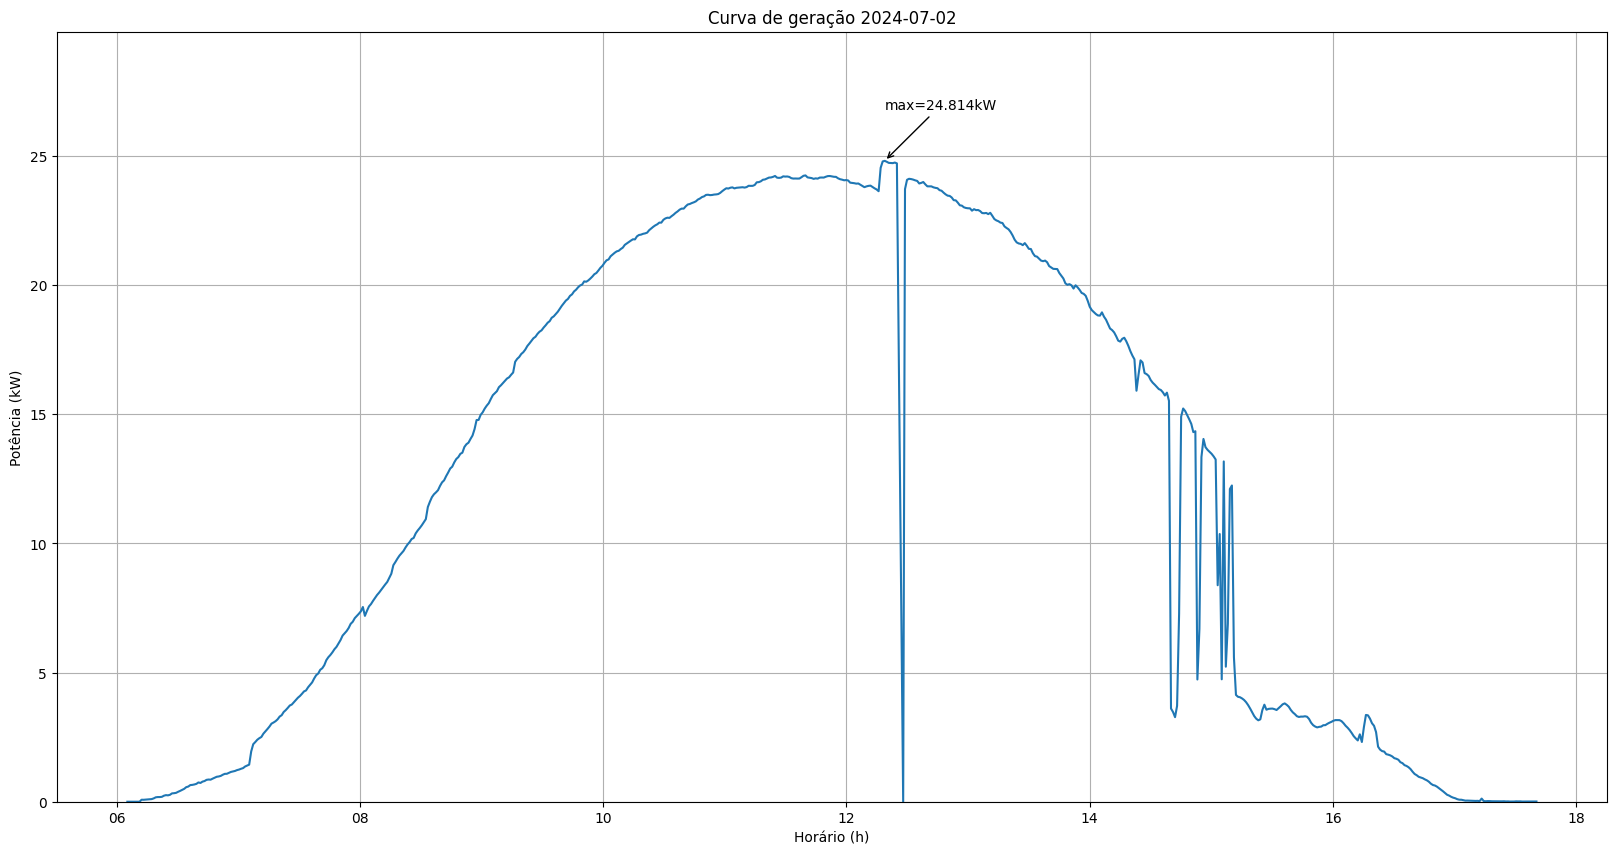 Curva de geração 2024-07-02
max=24.814kW
25
20
15
10
5
0
Potência (kW)
06 08 10 12 14 16 18
Horário (h)